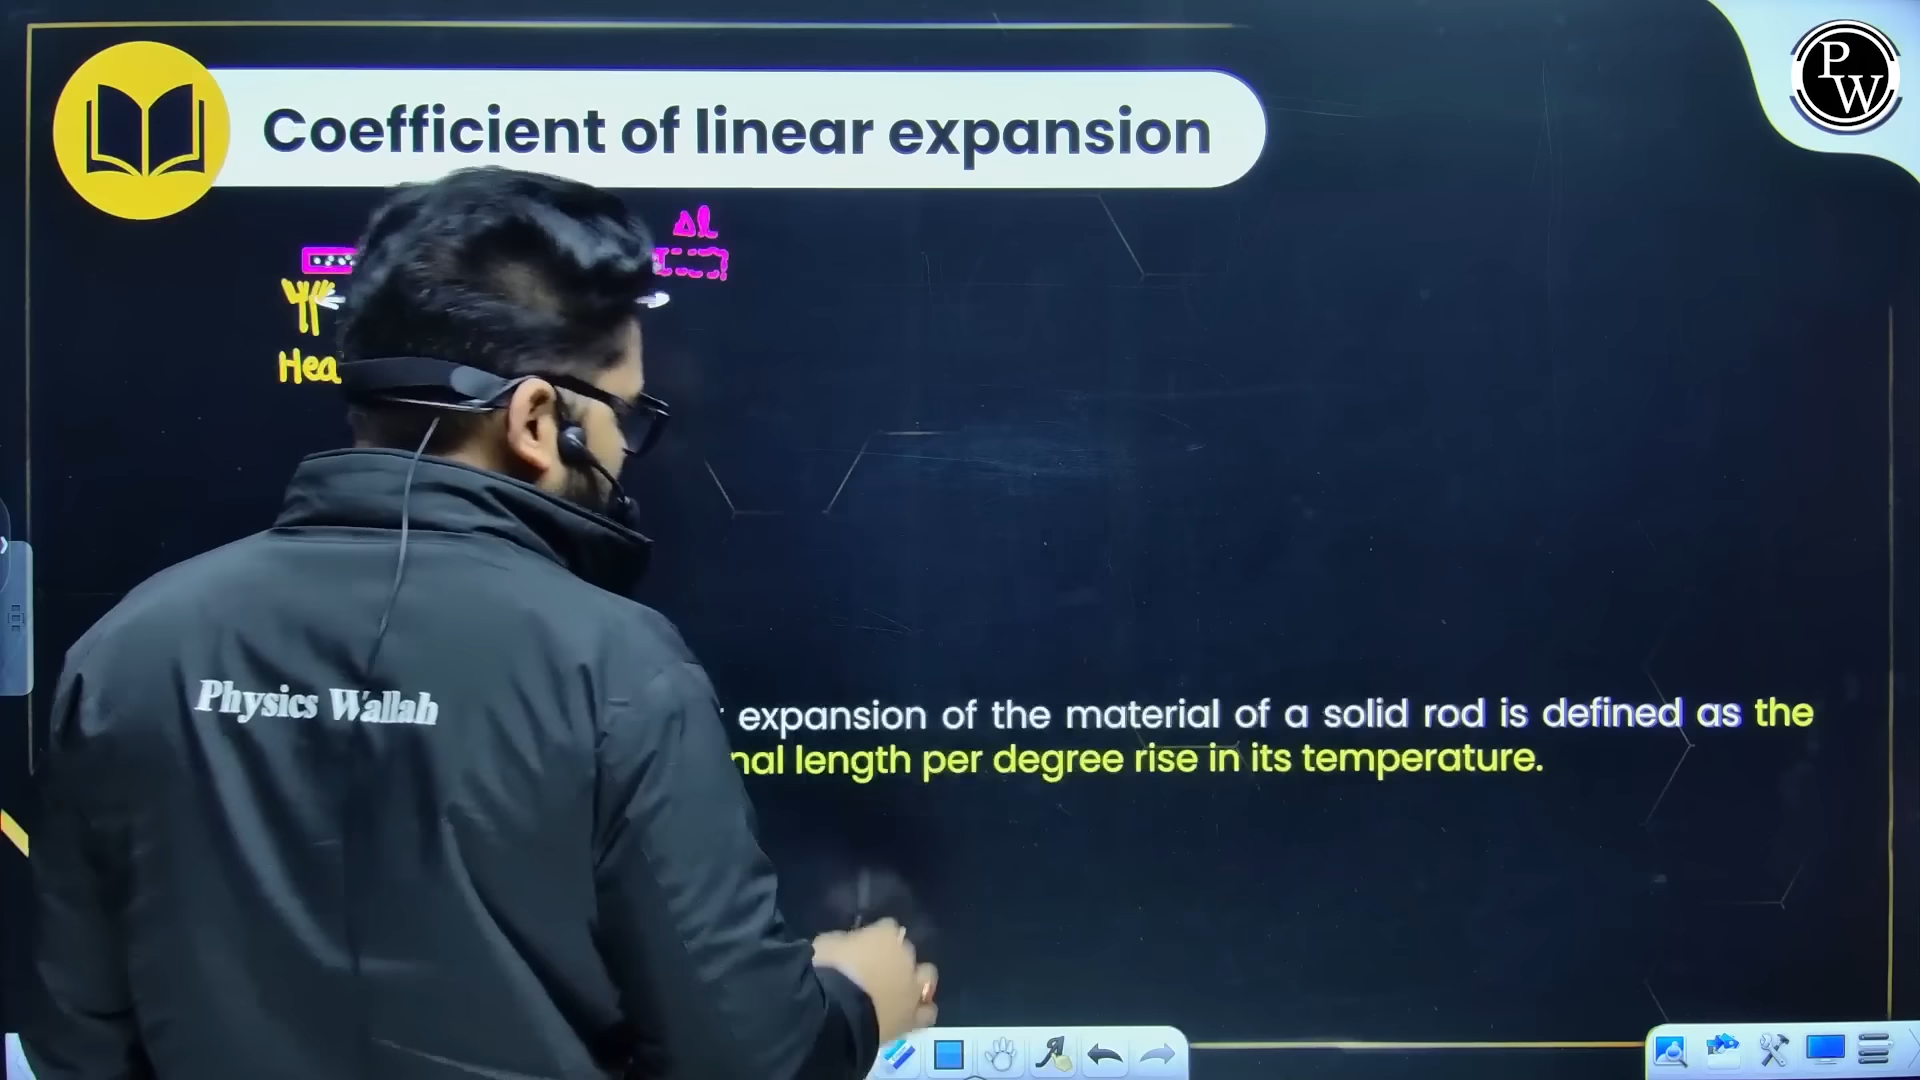 Coefficient of linear expansion
PW
Δl
Hea
Physics Wallah
expansion of the material of a solid rod is defined as the
nal length per degree rise in its temperature.